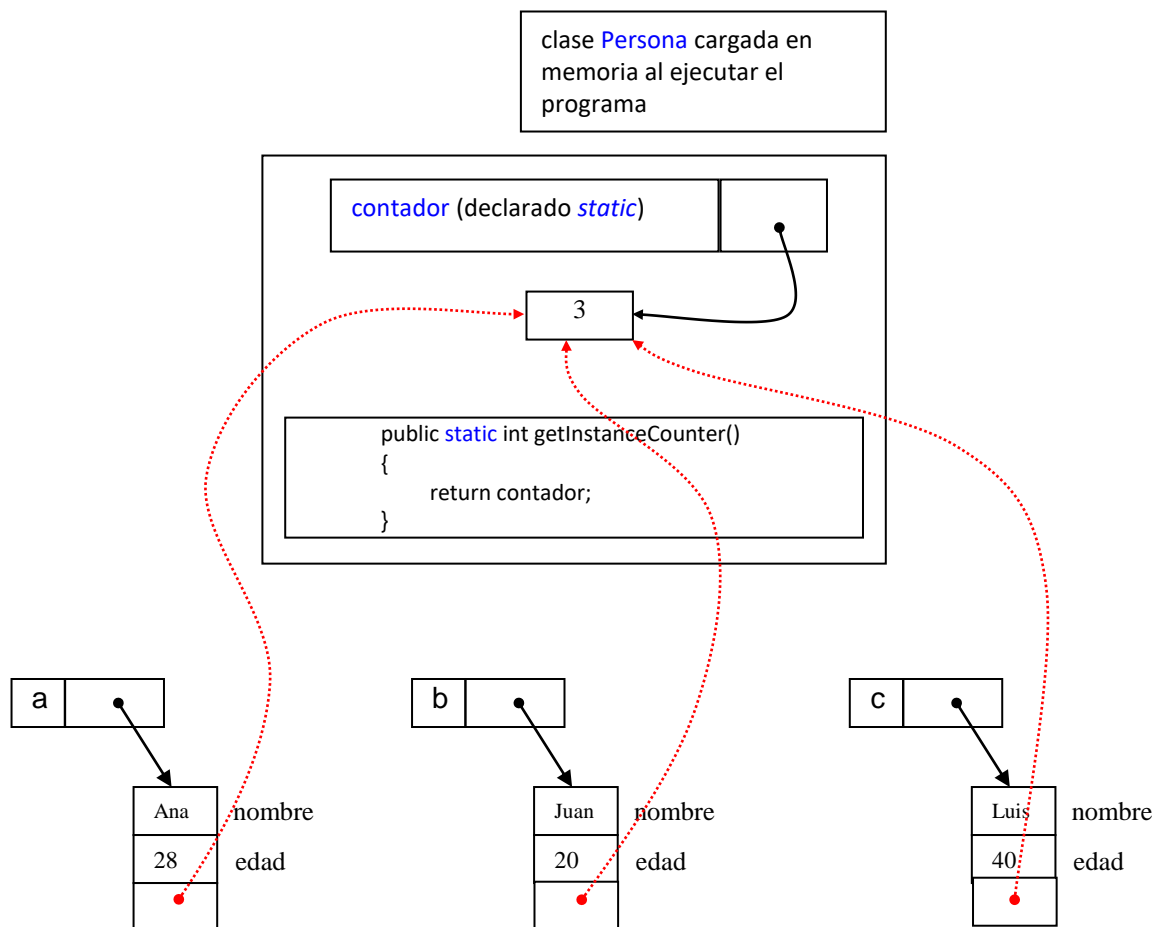 clase Persona cargada en
memoria al ejecutar el
programa
contador (declarado static)
3
public static int getInstanceCounter()
{
return contador;
}
a
b
c
Ana nombre
Juan nombre
Luis nombre
28 edad
20 edad
40 edad